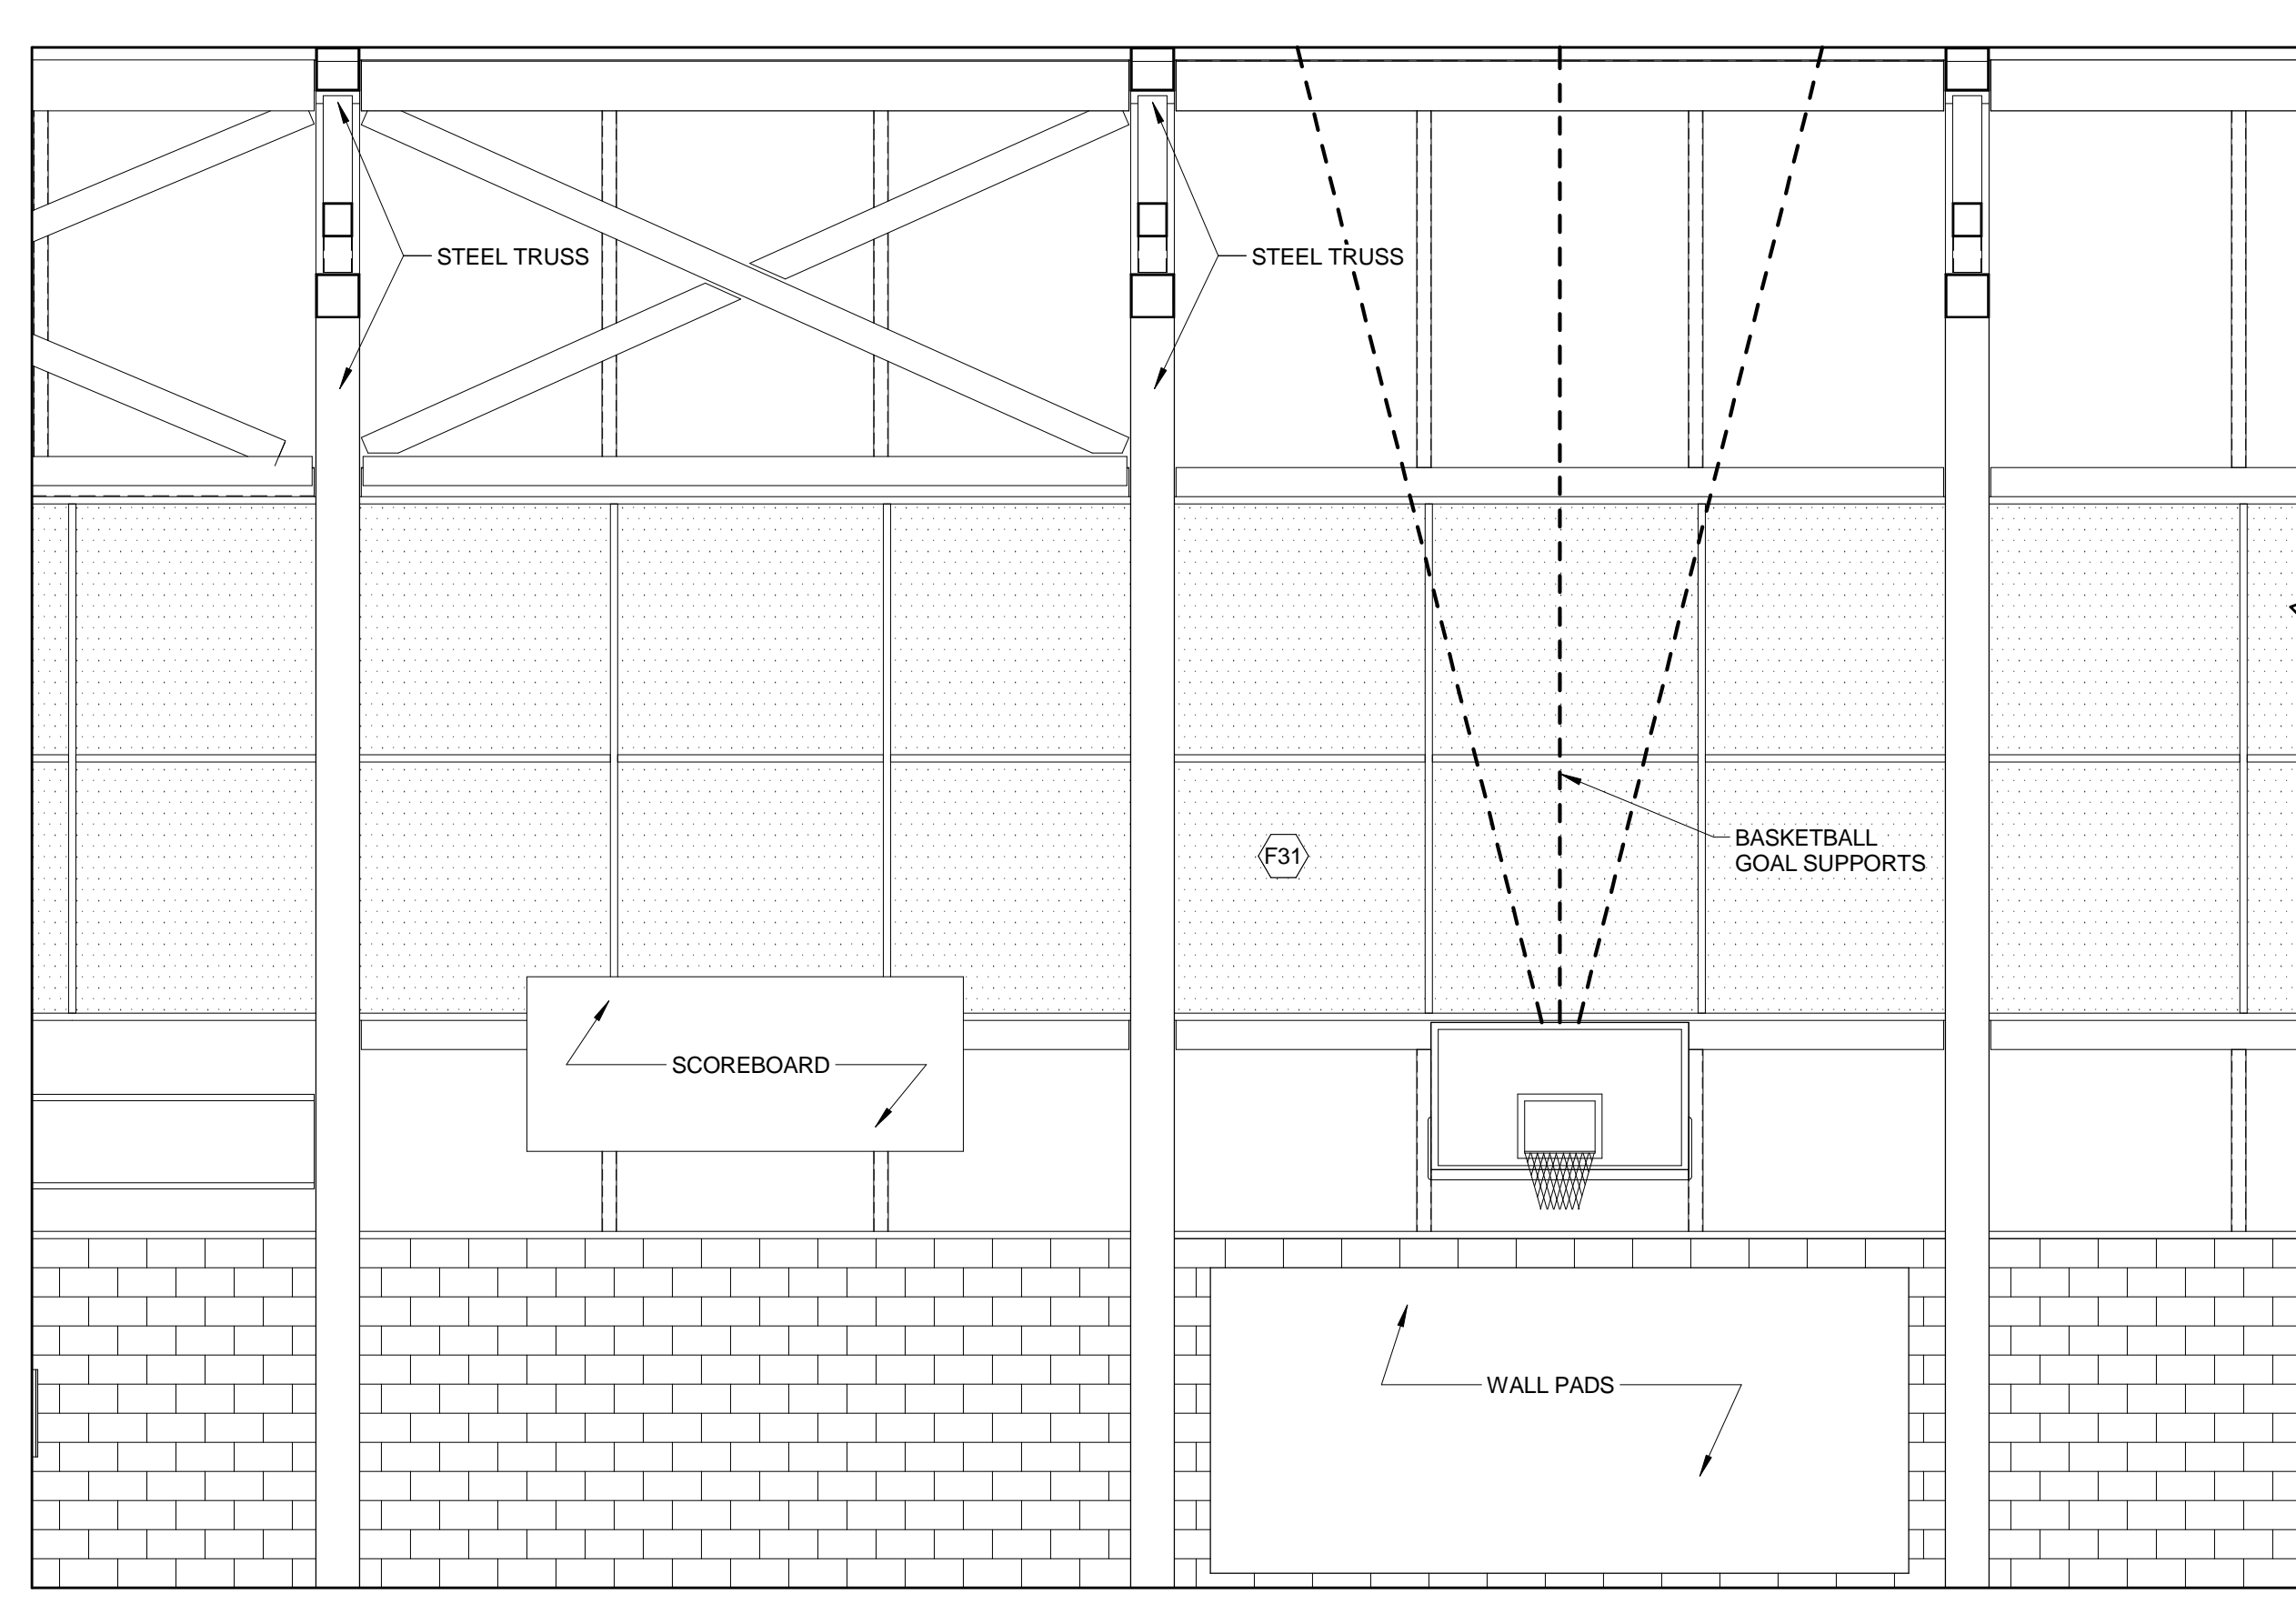 STEEL TRUSS
STEEL TRUSS
F31
BASKETBALL
GOAL SUPPORTS
SCOREBOARD
WALL PADS